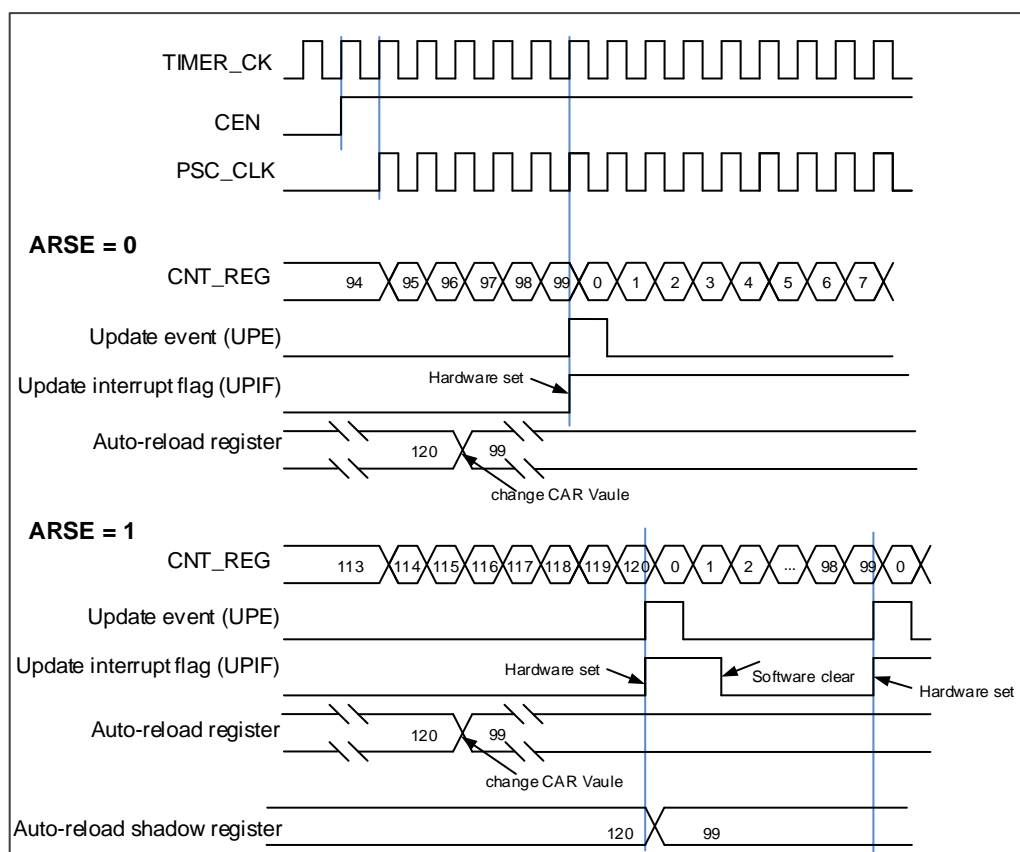 TIMER_CK
CEN
PSC_CLK
ARSE = 0
CNT_REG 94 95 96 97 98 99 0 1 2 3 4 5 6 7
Update event (UPE)
Update interrupt flag (UPIF) Hardware set
Auto-reload register 120 99
change CAR Vaule
ARSE = 1
CNT_REG 113 114 115 116 117 118 119 120 0 1 2 ... 98 99 0
Update event (UPE)
Update interrupt flag (UPIF) Hardware set Software clear Hardware set
Auto-reload register 120 99
change CAR Vaule
Auto-reload shadow register 120 99